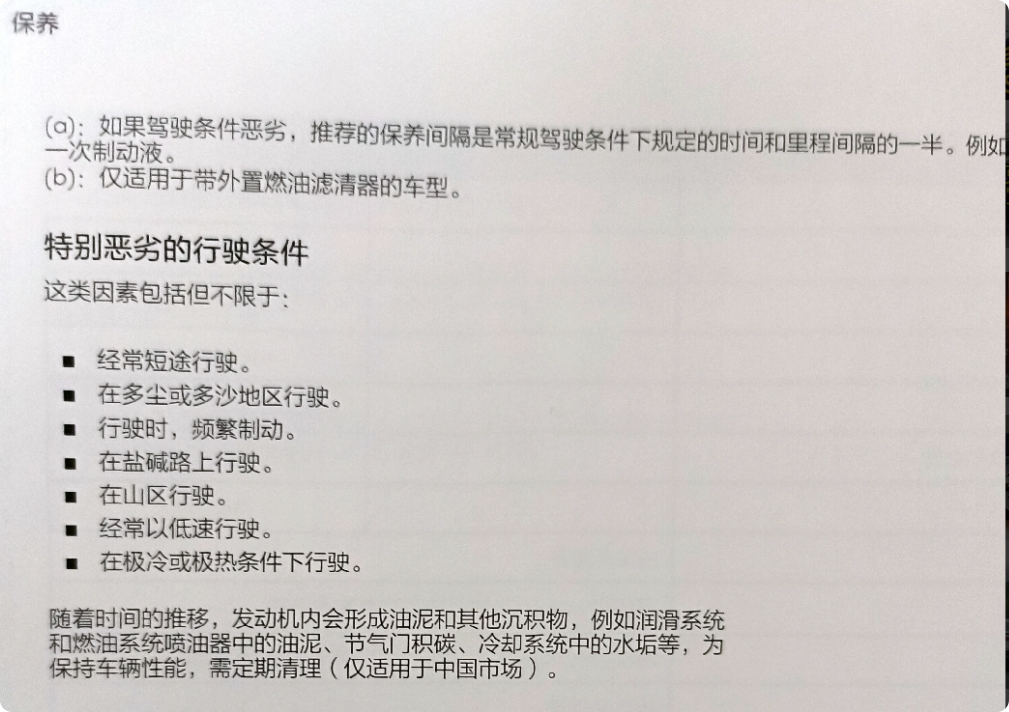 保养
(a)：如果驾驶条件恶劣，推荐的保养间隔是常规驾驶条件下规定的时间和里程间隔的一半。例如
一次制动液。
(b)：仅适用于带外置燃油滤清器的车型。
特别恶劣的行驶条件
这类因素包括但不限于：
■ 经常短途行驶。
■ 在多尘或多沙地区行驶。
■ 行驶时，频繁制动。
■ 在盐碱路上行驶。
■ 在山区行驶。
■ 经常以低速行驶。
■ 在极冷或极热条件下行驶。
随着时间的推移，发动机内会形成油泥和其他沉积物，例如润滑系统
和燃油系统喷油器中的油泥、节气门积碳、冷却系统中的水垢等，为
保持车辆性能，需定期清理（仅适用于中国市场）。